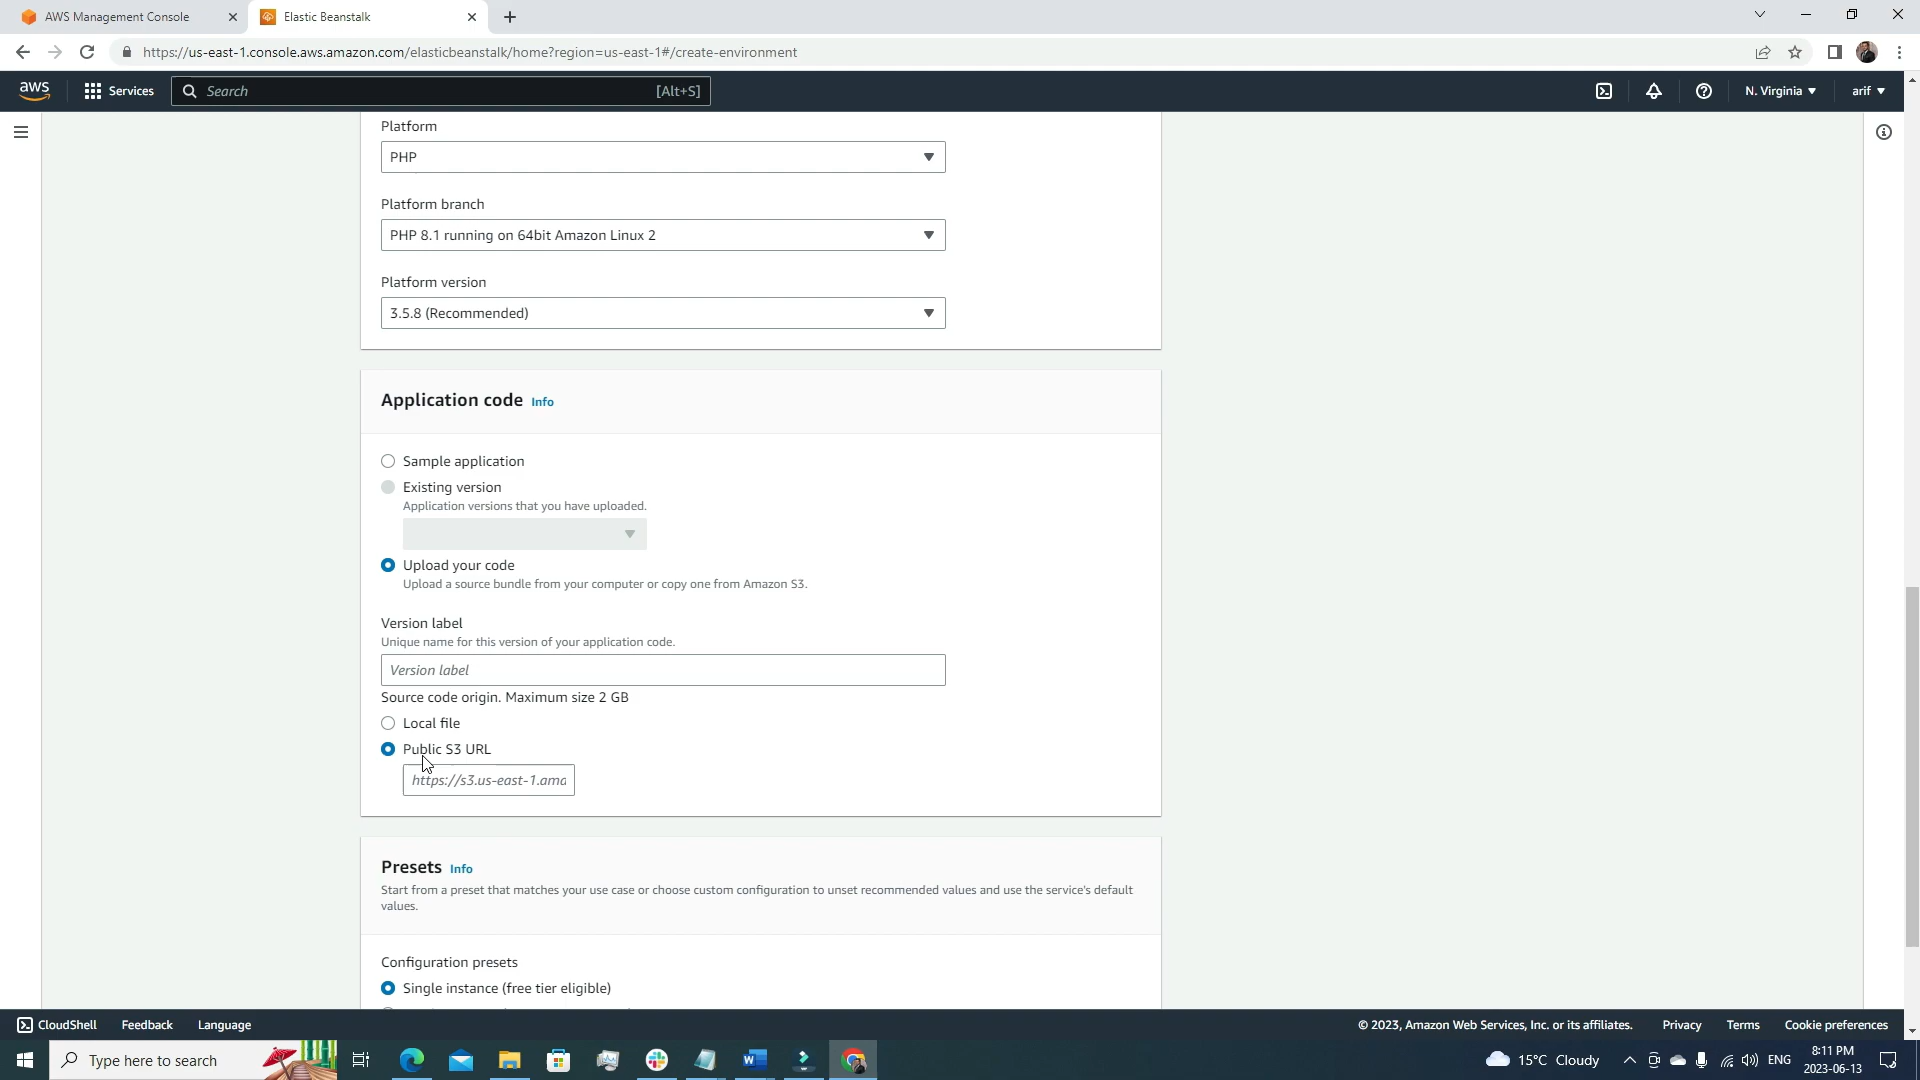 AWS Management Console
Elastic Beanstalk
https://us-east-1.console.aws.amazon.com/elasticbeanstalk/home?region=us-east-1#/create-environment
aws
Services
Search
[Alt+S]
N. Virginia
arif
Platform
PHP
Platform branch
PHP 8.1 running on 64bit Amazon Linux 2
Platform version
3.5.8 (Recommended)
Application code Info
Sample application
Existing version
Application versions that you have uploaded.
Upload your code
Upload a source bundle from your computer or copy one from Amazon S3.
Version label
Unique name for this version of your application code.
Version label
Source code origin. Maximum size 2 GB
Local file
Public S3 URL
https://s3.us-east-1.ama
Presets Info
Start from a preset that matches your use case or choose custom configuration to unset recommended values and use the service's default
values.
Configuration presets
Single instance (free tier eligible)
CloudShell
Feedback
Language
© 2023, Amazon Web Services, Inc. or its affiliates.
Privacy
Terms
Cookie preferences
Type here to search
15°C Cloudy
ENG
8:11 PM
2023-06-13